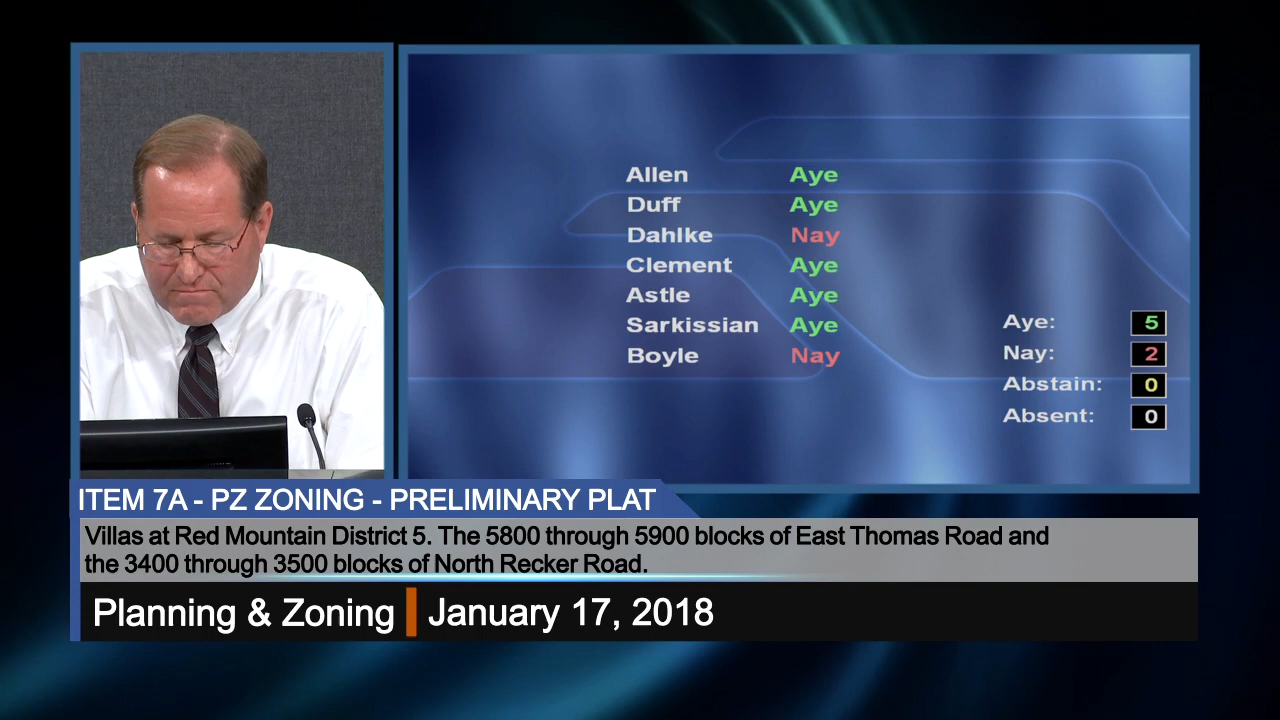 Allen Aye
Duff Aye
Dahlke Nay
Clement Aye
Astle Aye
Sarkissian Aye
Boyle Nay
Aye: 5
Nay: 2
Abstain: 0
Absent: 0
ITEM 7A - PZ ZONING - PRELIMINARY PLAT
Villas at Red Mountain District 5. The 5800 through 5900 blocks of East Thomas Road and
the 3400 through 3500 blocks of North Recker Road.
Planning & Zoning January 17, 2018